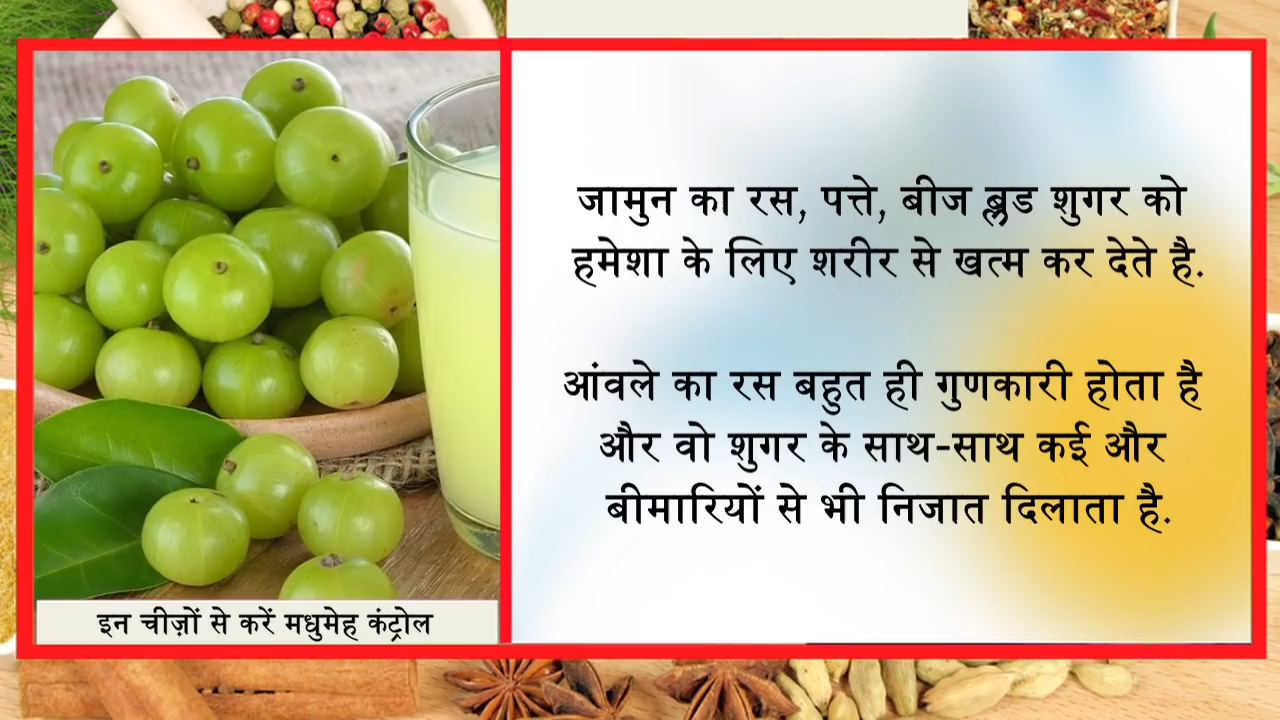 जामुन का रस, पत्ते, बीज ब्लड शुगर को
हमेशा के लिए शरीर से खत्म कर देते है.
आंवले का रस बहुत ही गुणकारी होता है
और वो शुगर के साथ-साथ कई और
बीमारियों से भी निजात दिलाता है.
इन चीज़ों से करें मधुमेह कंट्रोल